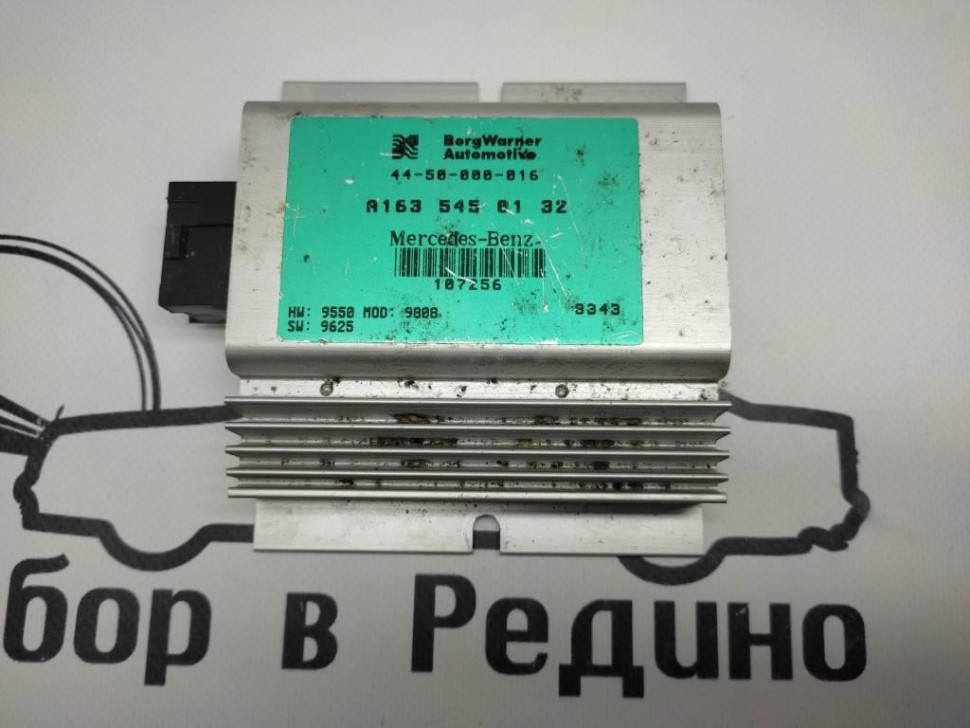 BorgWarner
Automotive
44-50-000-016
A163 545 01 32
Mercedes-Benz
107256
HW: 9550 MOD: 9808
SW: 9625
3343
бор в Редино